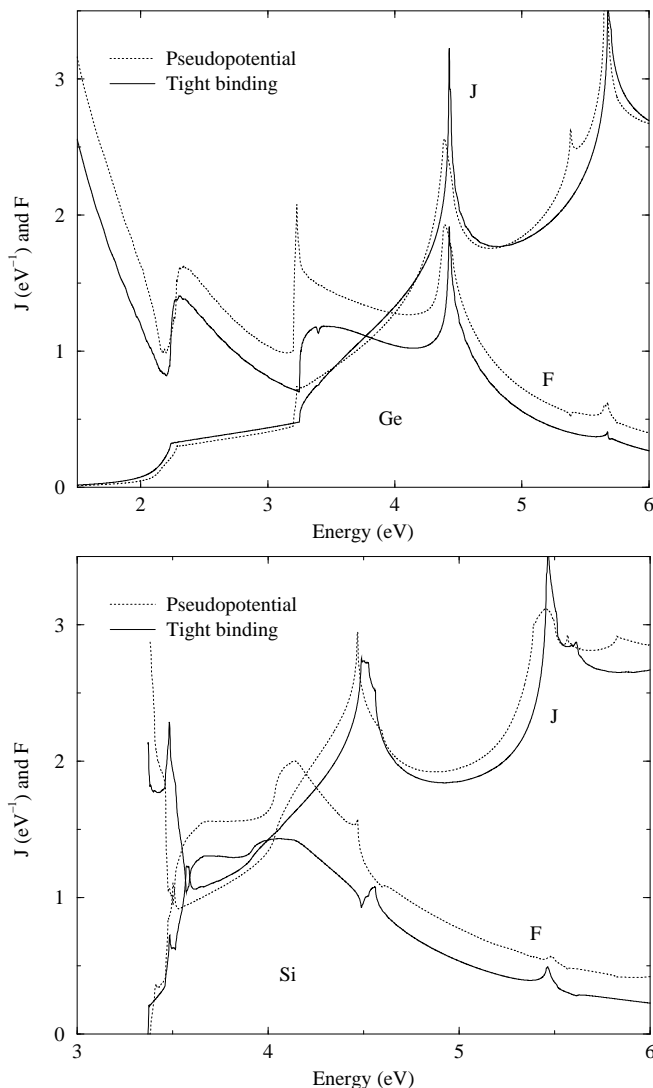 3
2
1
0
J (eV⁻¹) and F
Pseudopotential
Tight binding
J
F
Ge
2
3
4
5
6
Energy (eV)
3
2
1
0
J (eV⁻¹) and F
Pseudopotential
Tight binding
J
F
Si
3
4
5
6
Energy (eV)